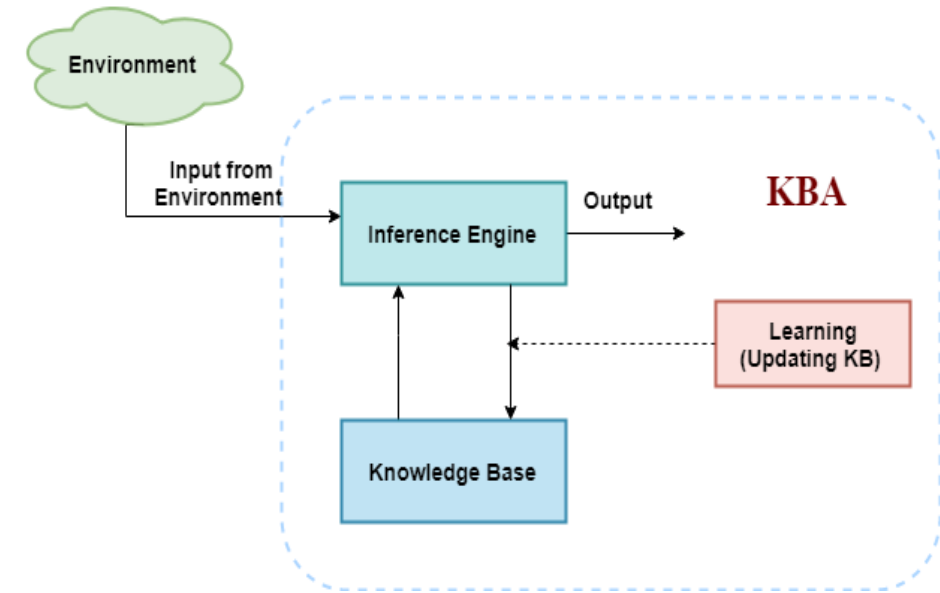 Environment
Input from
Environment
Inference Engine
Output
KBA
Learning
(Updating KB)
Knowledge Base